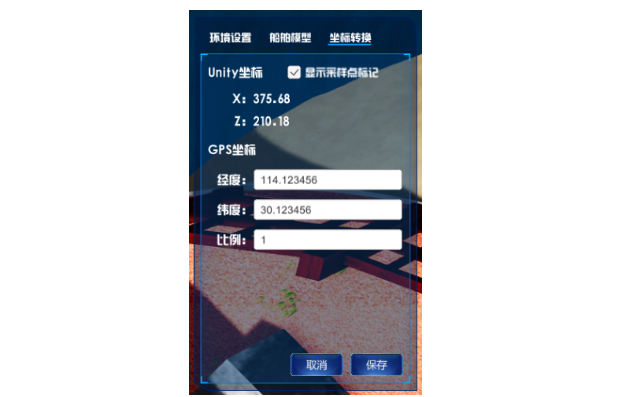 环境设置 船舶模型 坐标转换
Unity坐标 显示采样点标记
X: 375.68
Z: 210.18
GPS坐标
经度: 114.123456
纬度: 30.123456
比例: 1
取消 保存